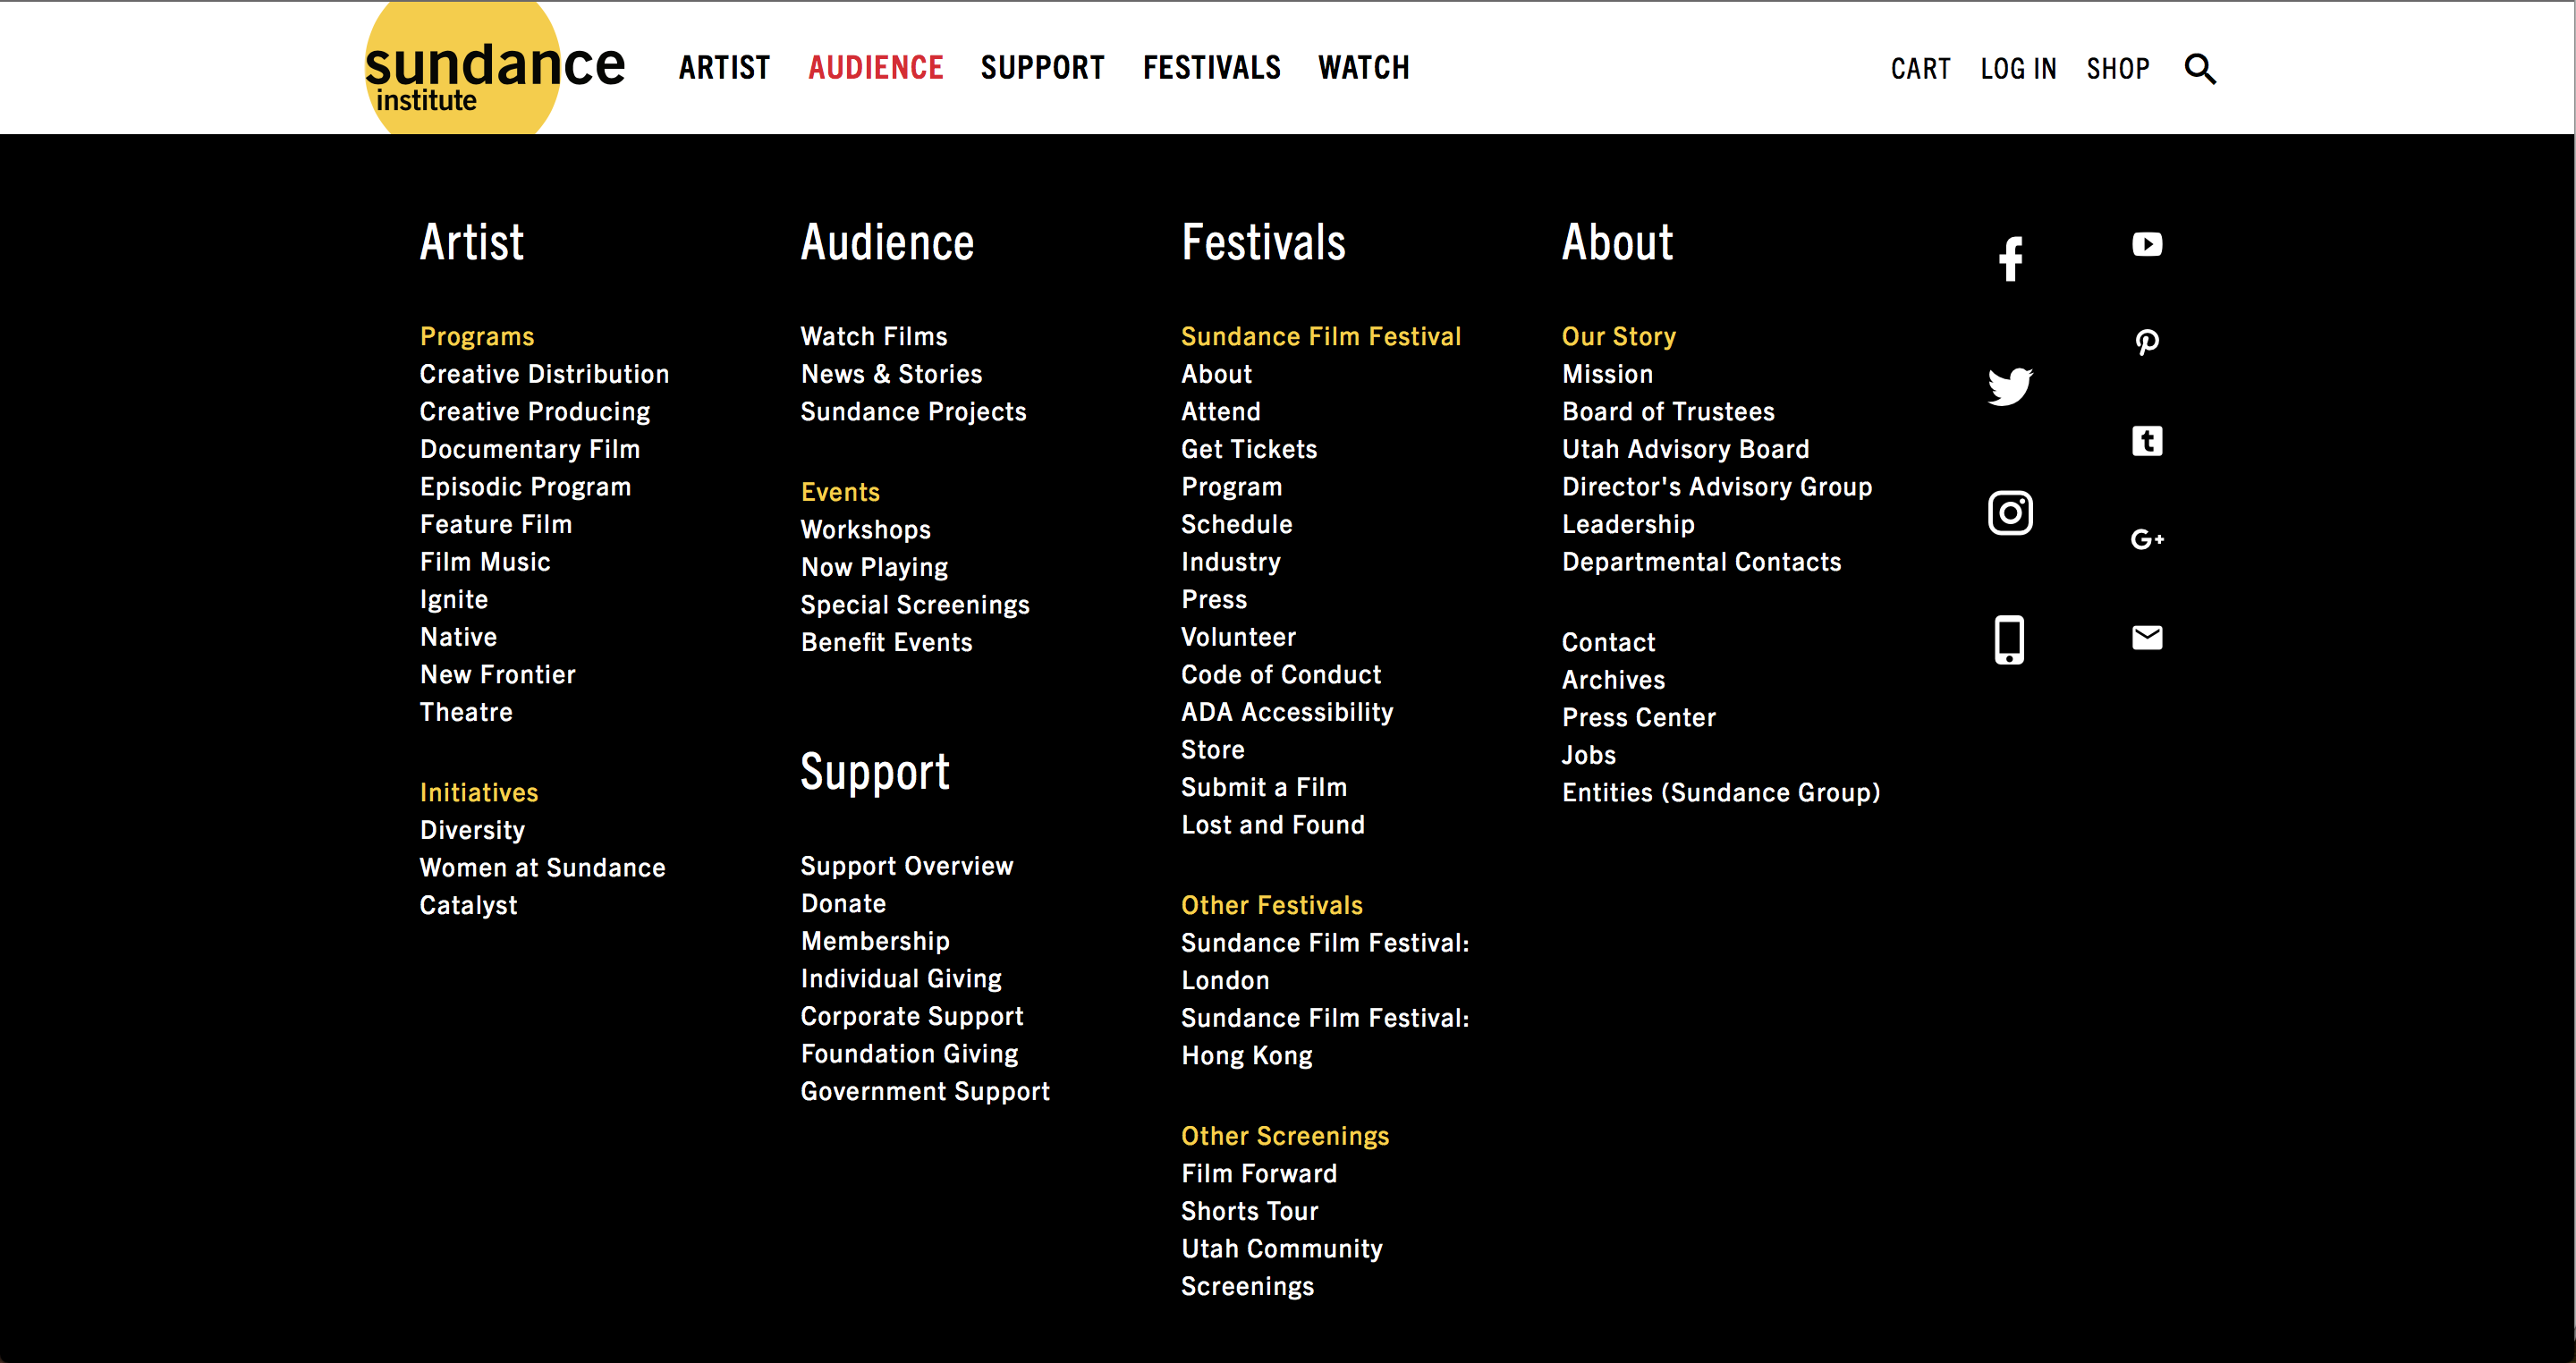 sundance
institute
ARTIST AUDIENCE SUPPORT FESTIVALS WATCH
CART LOG IN SHOP
Artist
Programs
Creative Distribution
Creative Producing
Documentary Film
Episodic Program
Feature Film
Film Music
Ignite
Native
New Frontier
Theatre
Initiatives
Diversity
Women at Sundance
Catalyst
Audience
Watch Films
News & Stories
Sundance Projects
Events
Workshops
Now Playing
Special Screenings
Benefit Events
Support
Support Overview
Donate
Membership
Individual Giving
Corporate Support
Foundation Giving
Government Support
Festivals
Sundance Film Festival
About
Attend
Get Tickets
Program
Schedule
Industry
Press
Volunteer
Code of Conduct
ADA Accessibility
Store
Submit a Film
Lost and Found
Other Festivals
Sundance Film Festival:
London
Sundance Film Festival:
Hong Kong
Other Screenings
Film Forward
Shorts Tour
Utah Community
Screenings
About
Our Story
Mission
Board of Trustees
Utah Advisory Board
Director's Advisory Group
Leadership
Departmental Contacts
Contact
Archives
Press Center
Jobs
Entities (Sundance Group)